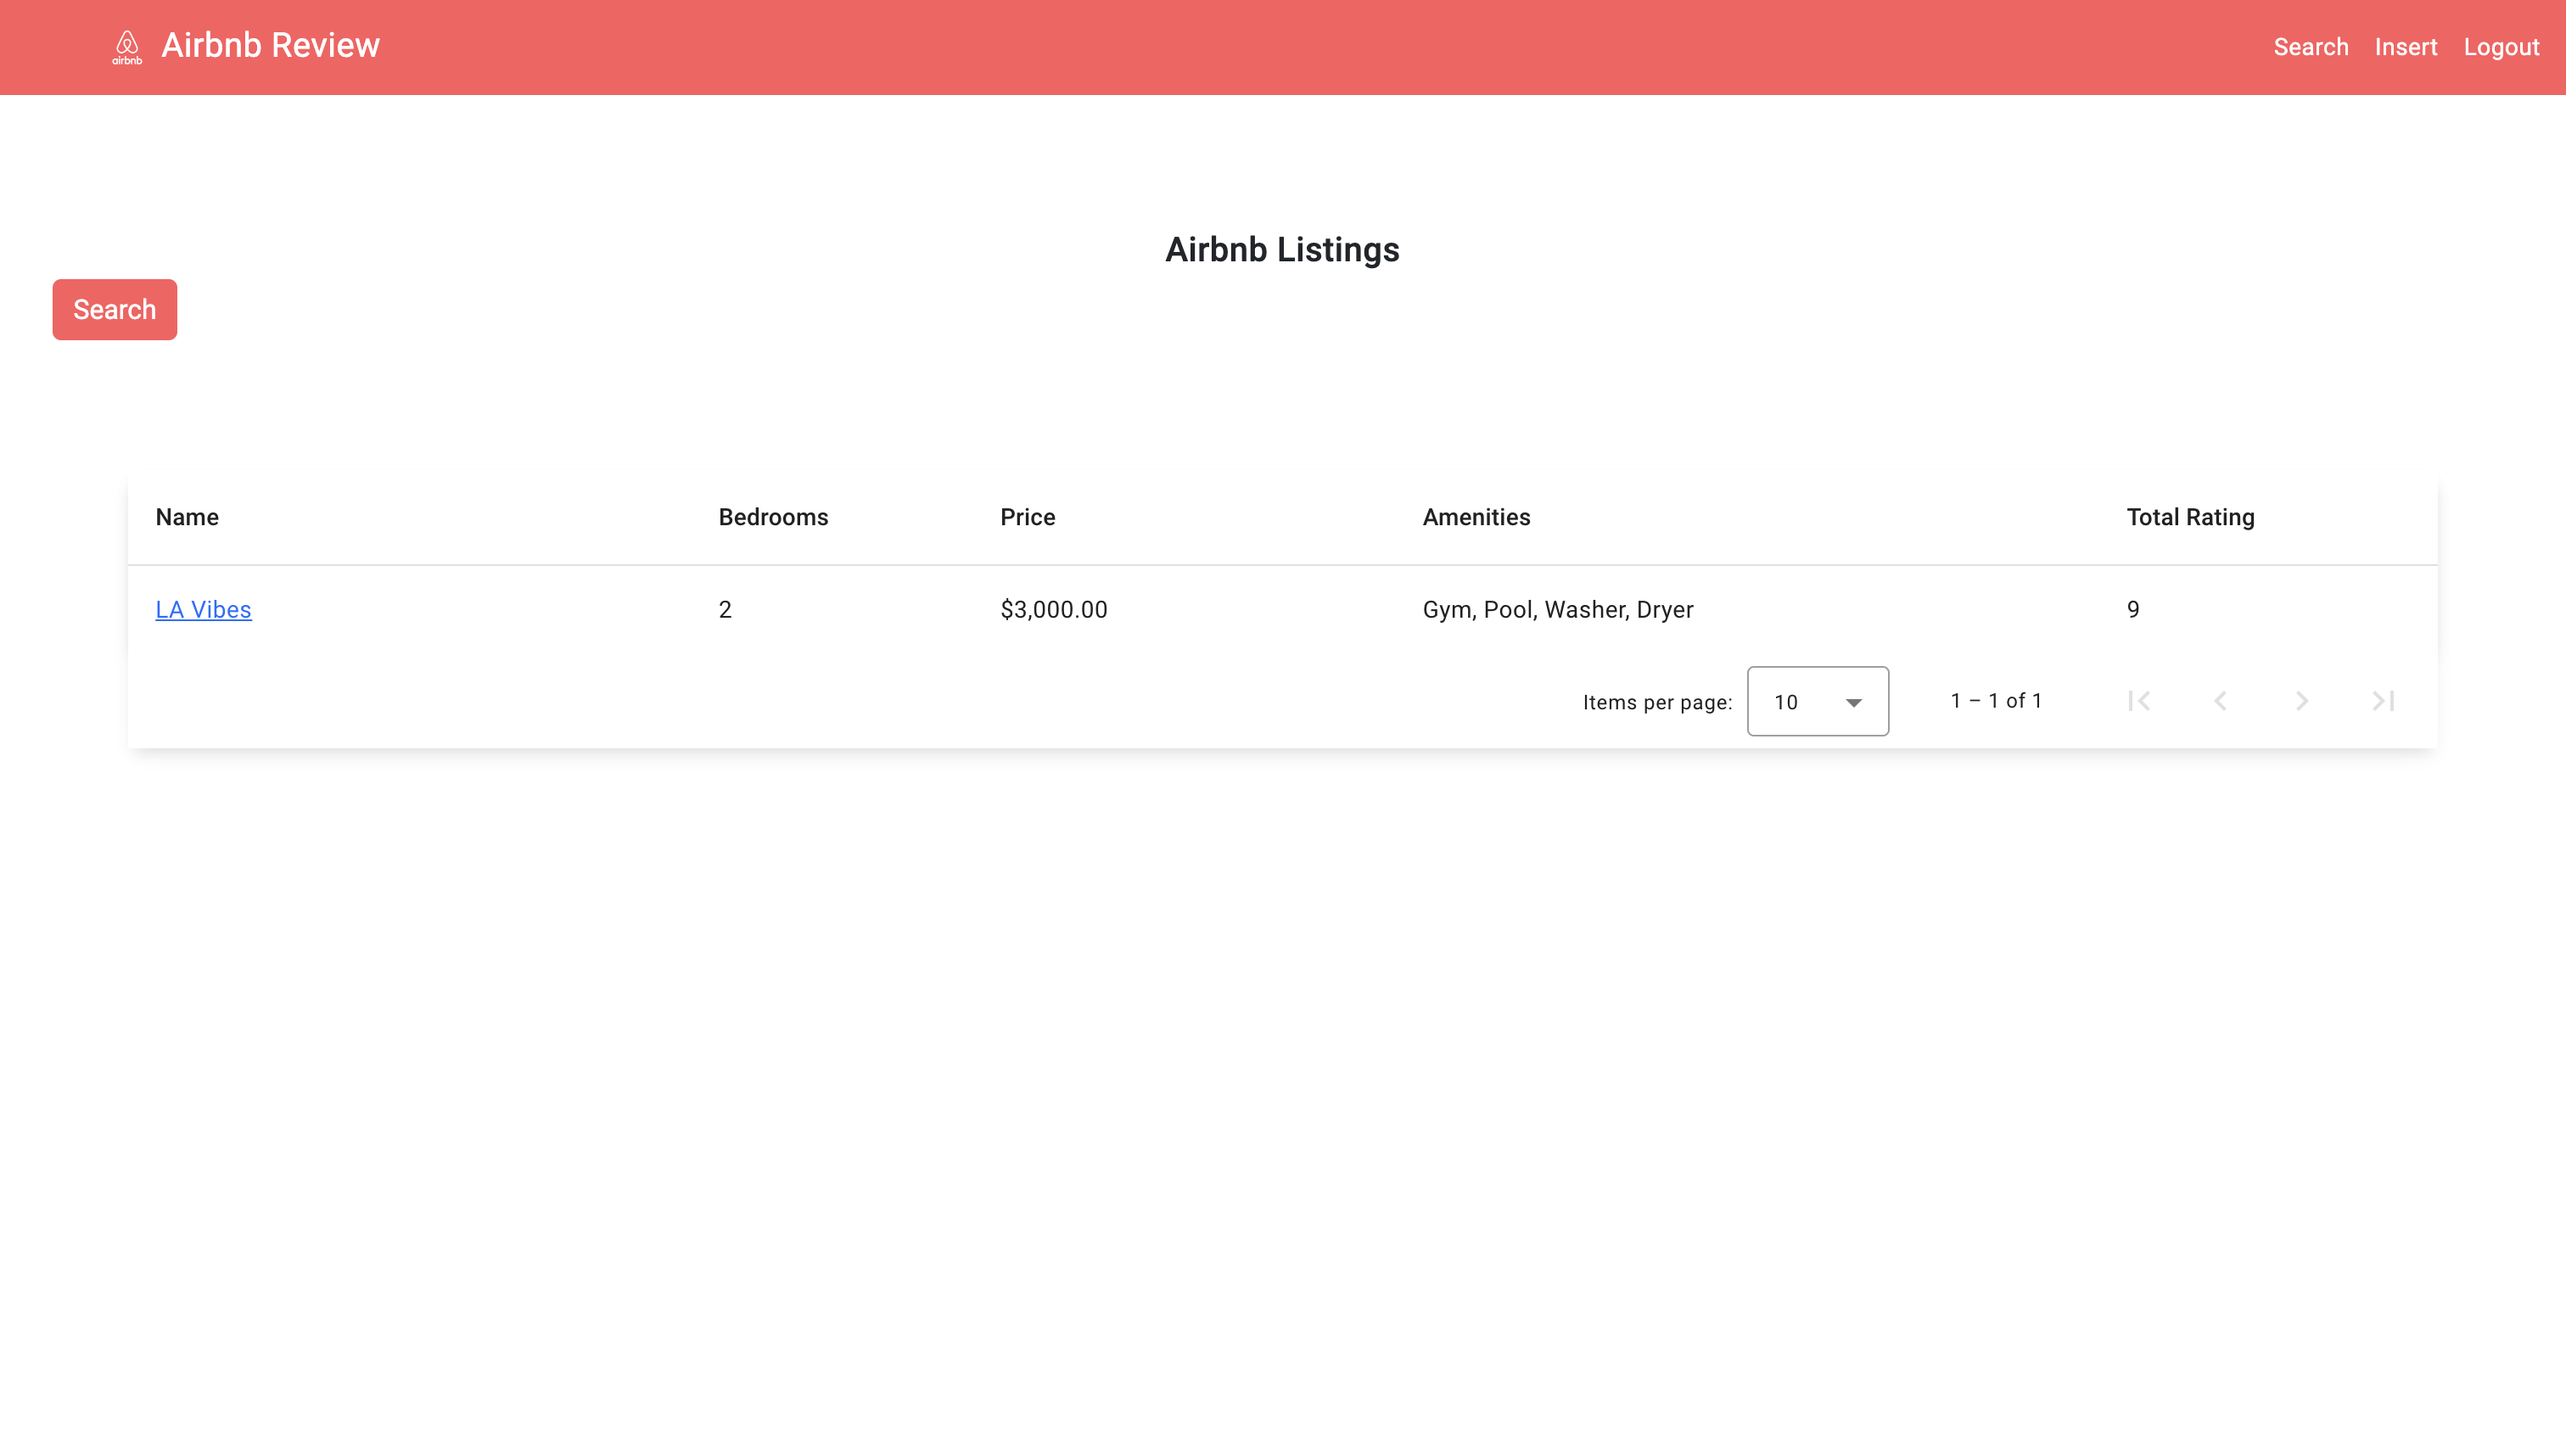 airbnb Airbnb Review Search Insert Logout
Airbnb Listings
Search
Name Bedrooms Price Amenities Total Rating
LA Vibes 2 $3,000.00 Gym, Pool, Washer, Dryer 9
Items per page: 10 1 – 1 of 1